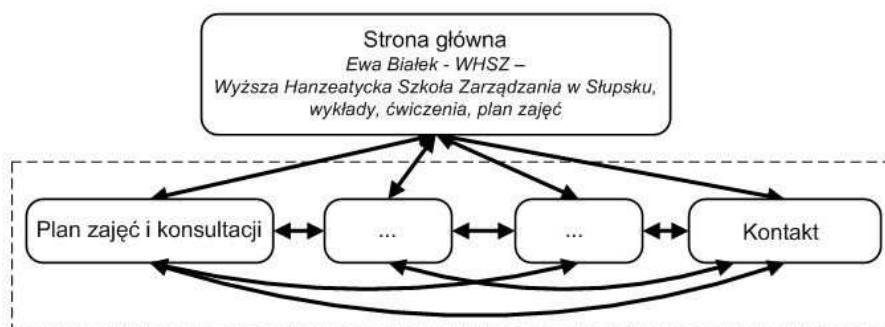 Strona główna
Ewa Białek - WHSZ –
Wyższa Hanzeatycka Szkoła Zarządzania w Słupsku,
wykłady, ćwiczenia, plan zajęć
Plan zajęć i konsultacji
...
...
Kontakt